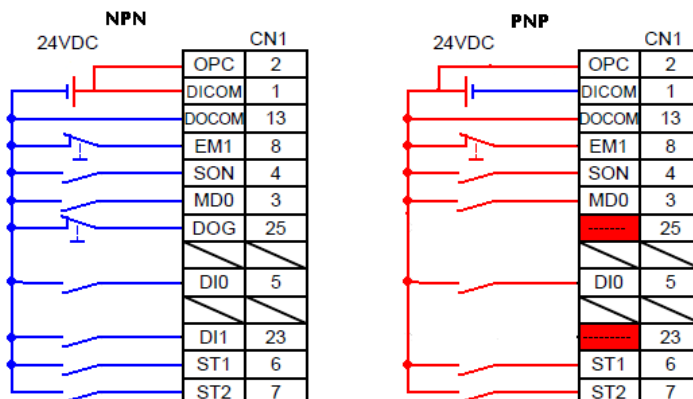 NPN
24VDC CN1
OPC 2
DICOM 1
DOCOM 13
EM1 8
SON 4
MD0 3
DOG 25
DI0 5
DI1 23
ST1 6
ST2 7
PNP
24VDC CN1
OPC 2
DICOM 1
DOCOM 13
EM1 8
SON 4
MD0 3
------- 25
DI0 5
--------- 23
ST1 6
ST2 7